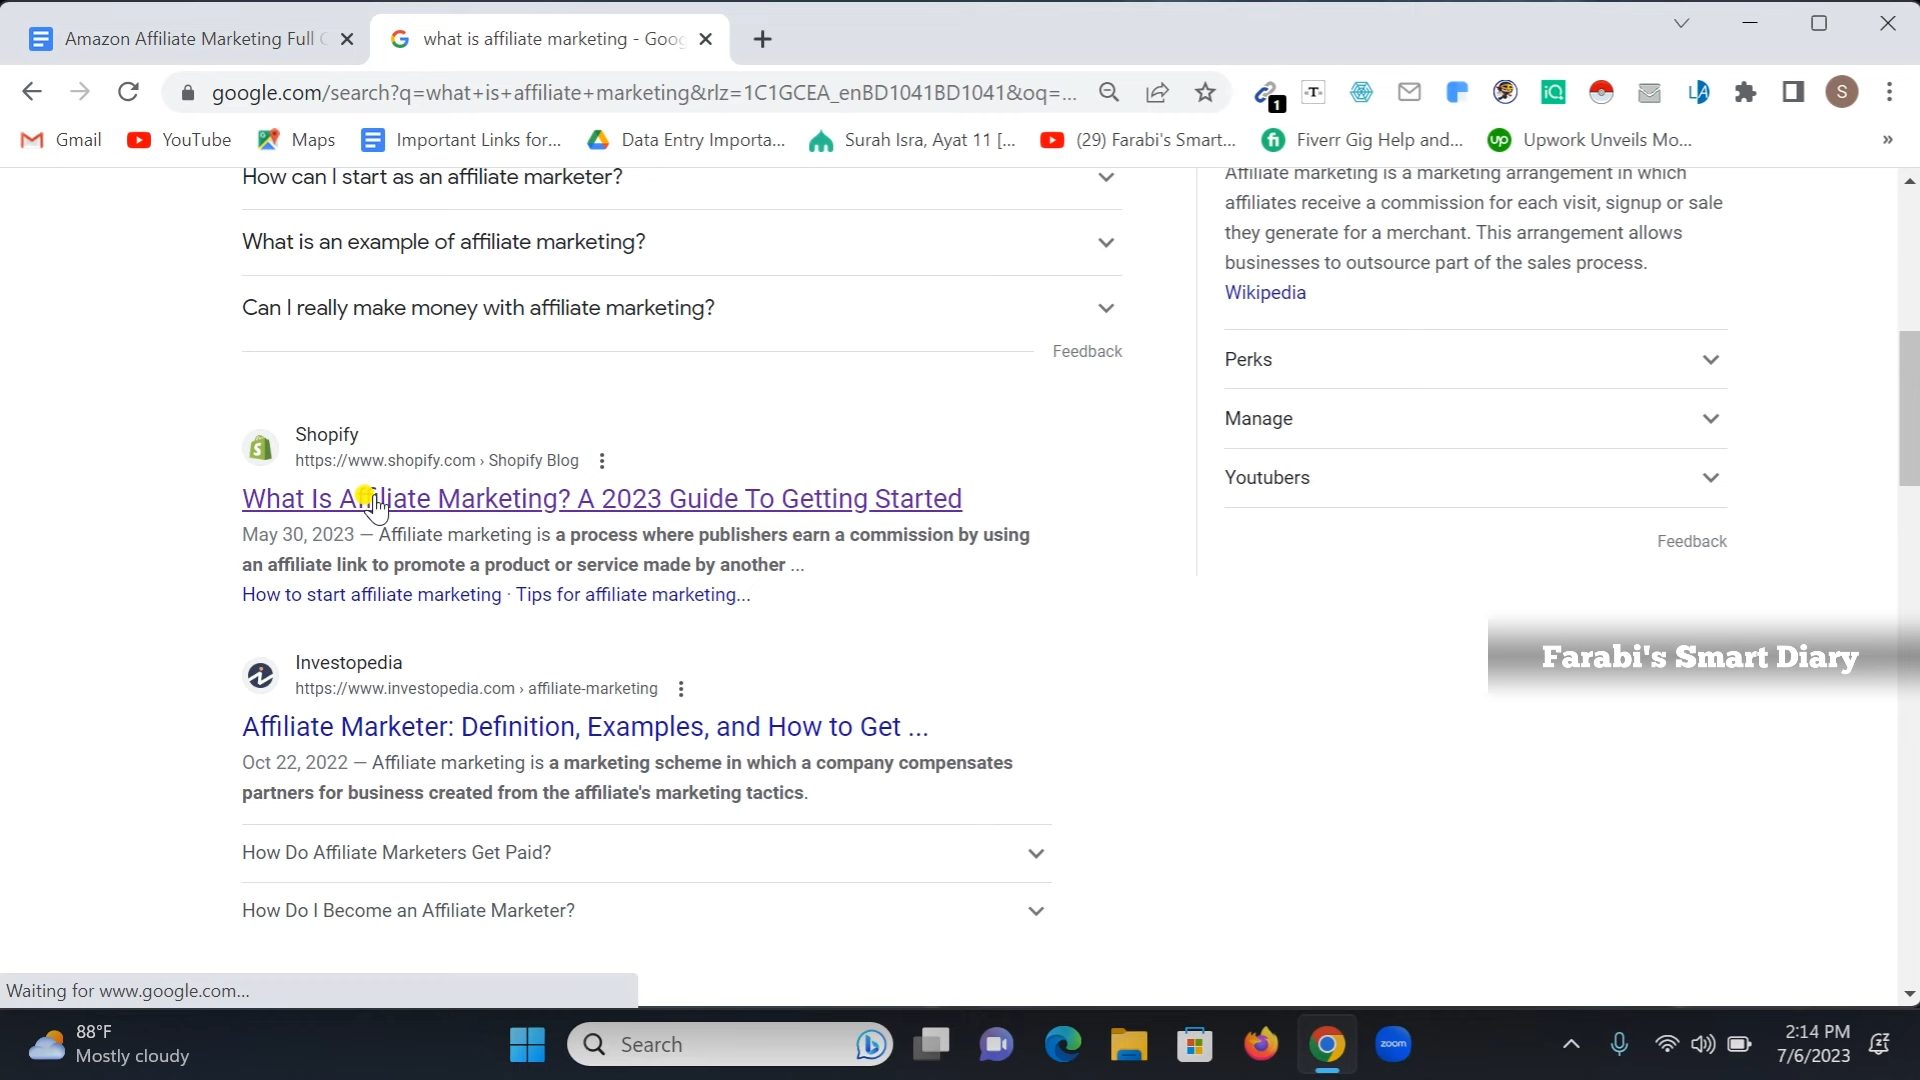 Amazon Affiliate Marketing Full
what is affiliate marketing - Goog
google.com/search?q=what+is+affiliate+marketing&rlz=1C1GCEA_enBD1041BD1041&oq=...
1
T
iQ
LA
S
Gmail
YouTube
Maps
Important Links for...
Data Entry Importa...
Surah Isra, Ayat 11 [...
(29) Farabi's Smart...
fi
Fiverr Gig Help and...
up
Upwork Unveils Mo...
»
How can I start as an affiliate marketer?
What is an example of affiliate marketing?
Can I really make money with affiliate marketing?
Feedback
Affiliate marketing is a marketing arrangement in which
affiliates receive a commission for each visit, signup or sale
they generate for a merchant. This arrangement allows
businesses to outsource part of the sales process.
Wikipedia
Perks
Manage
Youtubers
Feedback
Shopify
https://www.shopify.com › Shopify Blog
What Is Affiliate Marketing? A 2023 Guide To Getting Started
May 30, 2023 — Affiliate marketing is a process where publishers earn a commission by using
an affiliate link to promote a product or service made by another ...
How to start affiliate marketing · Tips for affiliate marketing...
Farabi's Smart Diary
Investopedia
https://www.investopedia.com › affiliate-marketing
Affiliate Marketer: Definition, Examples, and How to Get ...
Oct 22, 2022 — Affiliate marketing is a marketing scheme in which a company compensates
partners for business created from the affiliate's marketing tactics.
How Do Affiliate Marketers Get Paid?
How Do I Become an Affiliate Marketer?
Waiting for www.google.com...
88°F
Mostly cloudy
Search
zoom
2:14 PM
7/6/2023